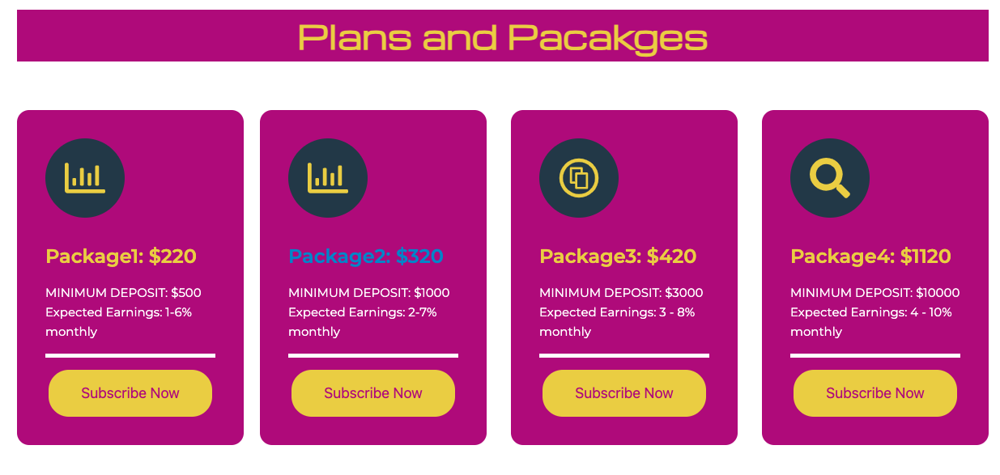 Plans and Pacakges
Package1: $220
MINIMUM DEPOSIT: $500
Expected Earnings: 1-6%
monthly
Subscribe Now
Package2: $320
MINIMUM DEPOSIT: $1000
Expected Earnings: 2-7%
monthly
Subscribe Now
Package3: $420
MINIMUM DEPOSIT: $3000
Expected Earnings: 3 - 8%
monthly
Subscribe Now
Package4: $1120
MINIMUM DEPOSIT: $10000
Expected Earnings: 4 - 10%
monthly
Subscribe Now